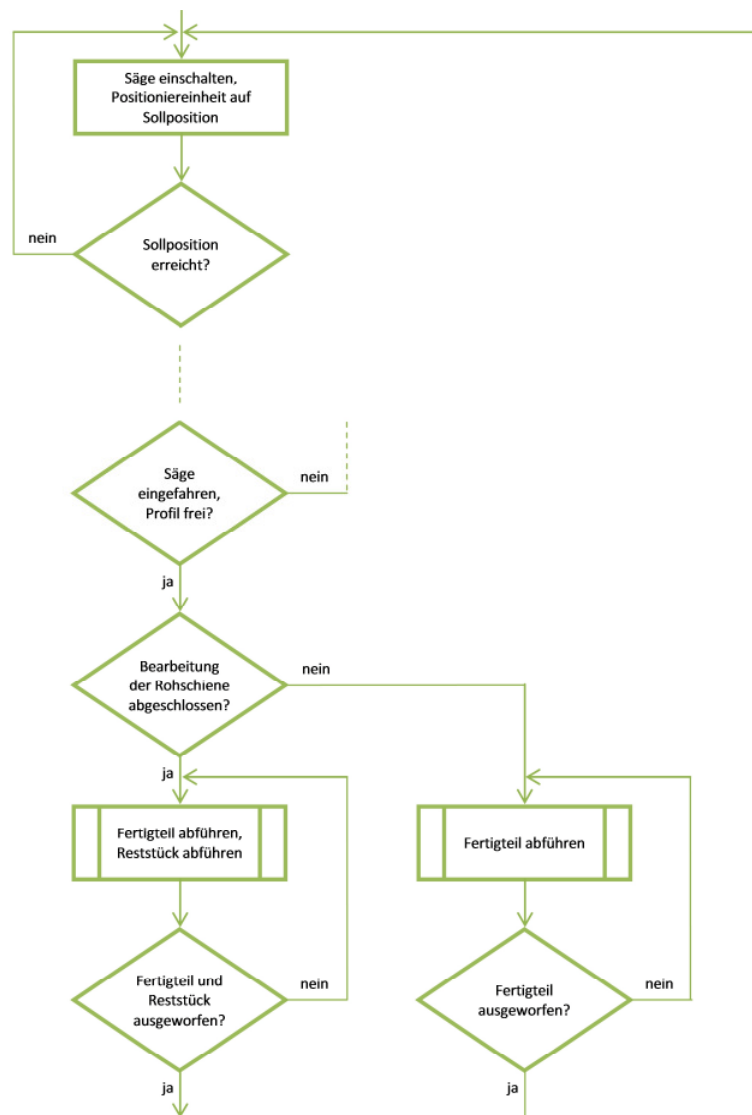 Säge einschalten,
Positioniereinheit auf
Sollposition
nein
Sollposition
erreicht?
Säge
eingefahren,
Profil frei?
nein
ja
Bearbeitung
der Rohschiene
abgeschlossen?
nein
ja
Fertigteil abführen,
Reststück abführen
Fertigteil abführen
Fertigteil und
Reststück
ausgeworfen?
nein
Fertigteil
ausgeworfen?
nein
ja
ja